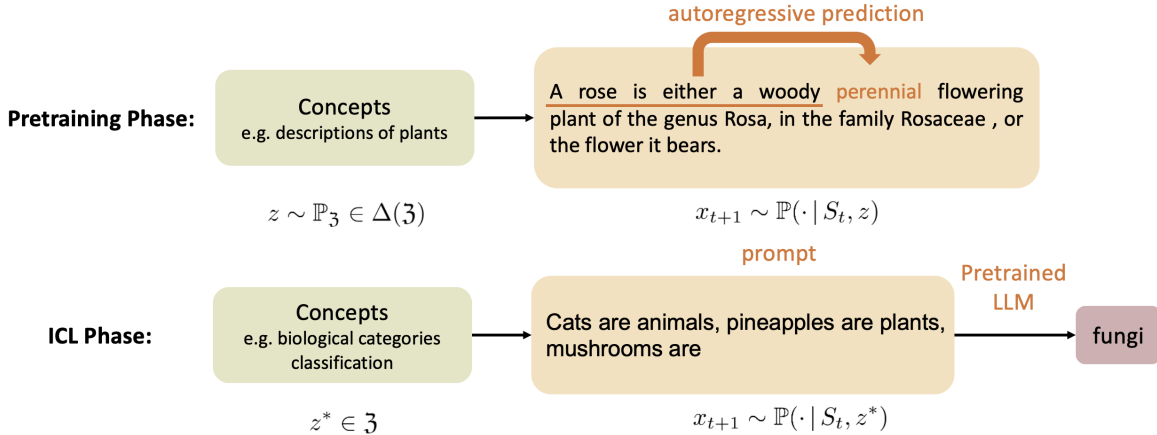 autoregressive prediction
Pretraining Phase:
Concepts
e.g. descriptions of plants
A rose is either a woody perennial flowering
plant of the genus Rosa, in the family Rosaceae , or
the flower it bears.
z ∼ ℙ_ℨ ∈ Δ(ℨ)
x_{t+1} ∼ ℙ(· | S_t, z)
prompt
Pretrained
LLM
ICL Phase:
Concepts
e.g. biological categories
classification
Cats are animals, pineapples are plants,
mushrooms are
fungi
z* ∈ ℨ
x_{t+1} ∼ ℙ(· | S_t, z*)